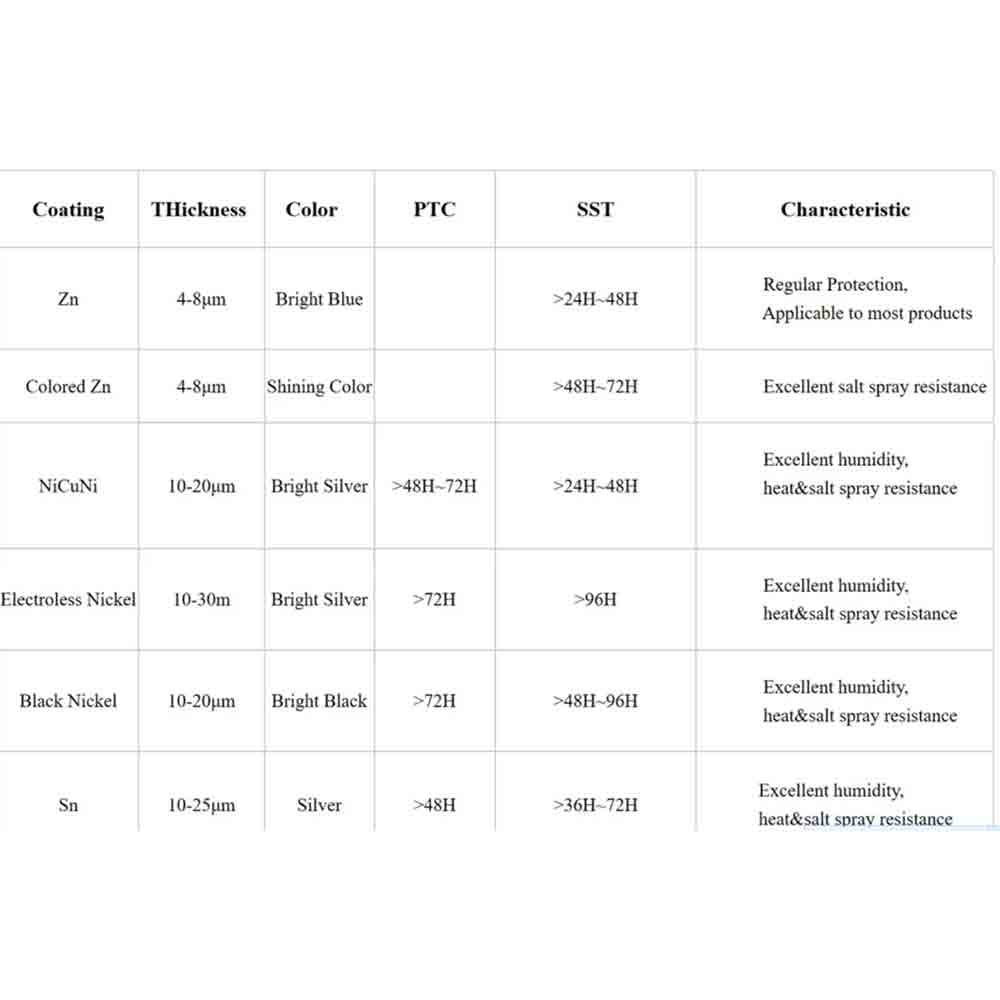 Coating THickness Color PTC SST Characteristic
Zn 4-8μm Bright Blue >24H~48H Regular Protection,
Applicable to most products
Colored Zn 4-8μm Shining Color >48H~72H Excellent salt spray resistance
NiCuNi 10-20μm Bright Silver >48H~72H >24H~48H Excellent humidity,
heat&salt spray resistance
Electroless Nickel 10-30m Bright Silver >72H >96H Excellent humidity,
heat&salt spray resistance
Black Nickel 10-20μm Bright Black >72H >48H~96H Excellent humidity,
heat&salt spray resistance
Sn 10-25μm Silver >48H >36H~72H Excellent humidity,
heat&salt spray resistance